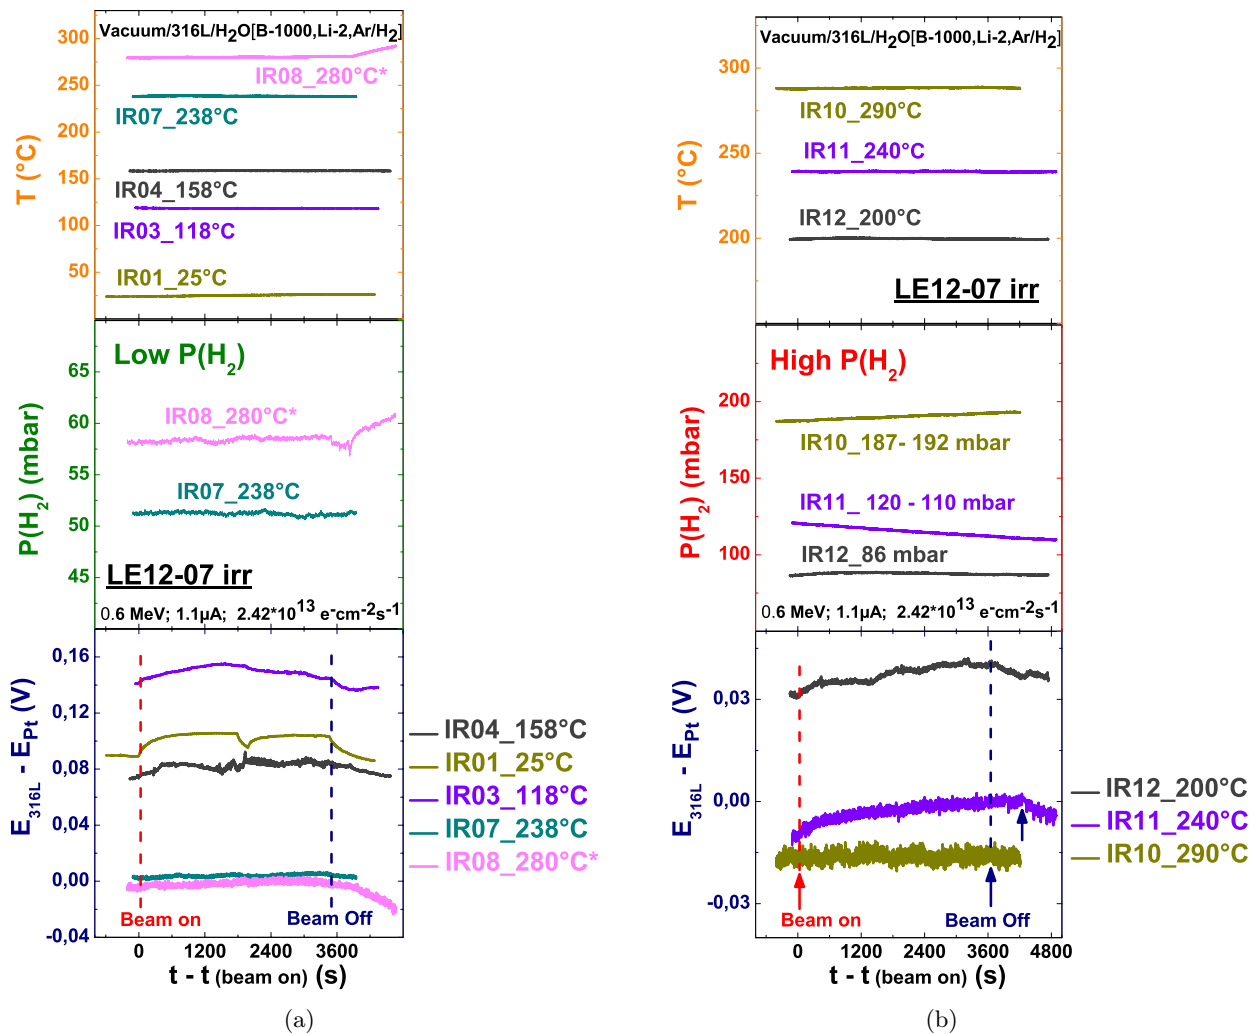 Vacuum/316L/H2O[B-1000,Li-2,Ar/H2]
300
250
200
150
100
50
T (°C)
IR08_280°C*
IR07_238°C
IR04_158°C
IR03_118°C
IR01_25°C
Low P(H2)
65
60
55
50
45
P(H2) (mbar)
IR08_280°C*
IR07_238°C
LE12-07 irr
0.6 MeV; 1.1µA; 2.42*10^13 e-cm-2s-1
0,16
0,12
0,08
0,04
0,00
-0,04
E316L - EPt (V)
Beam on
Beam Off
0 1200 2400 3600
t - t (beam on) (s)
IR04_158°C
IR01_25°C
IR03_118°C
IR07_238°C
IR08_280°C*
(a)
Vacuum/316L/H2O[B-1000,Li-2,Ar/H2]
300
250
200
T (°C)
IR10_290°C
IR11_240°C
IR12_200°C
LE12-07 irr
High P(H2)
200
100
P(H2) (mbar)
IR10_187- 192 mbar
IR11_ 120 - 110 mbar
IR12_86 mbar
0.6 MeV; 1.1µA; 2.42*10^13 e-cm-2s-1
0,03
0,00
-0,03
E316L - EPt (V)
Beam on
Beam Off
0 1200 2400 3600 4800
t - t (beam on) (s)
IR12_200°C
IR11_240°C
IR10_290°C
(b)